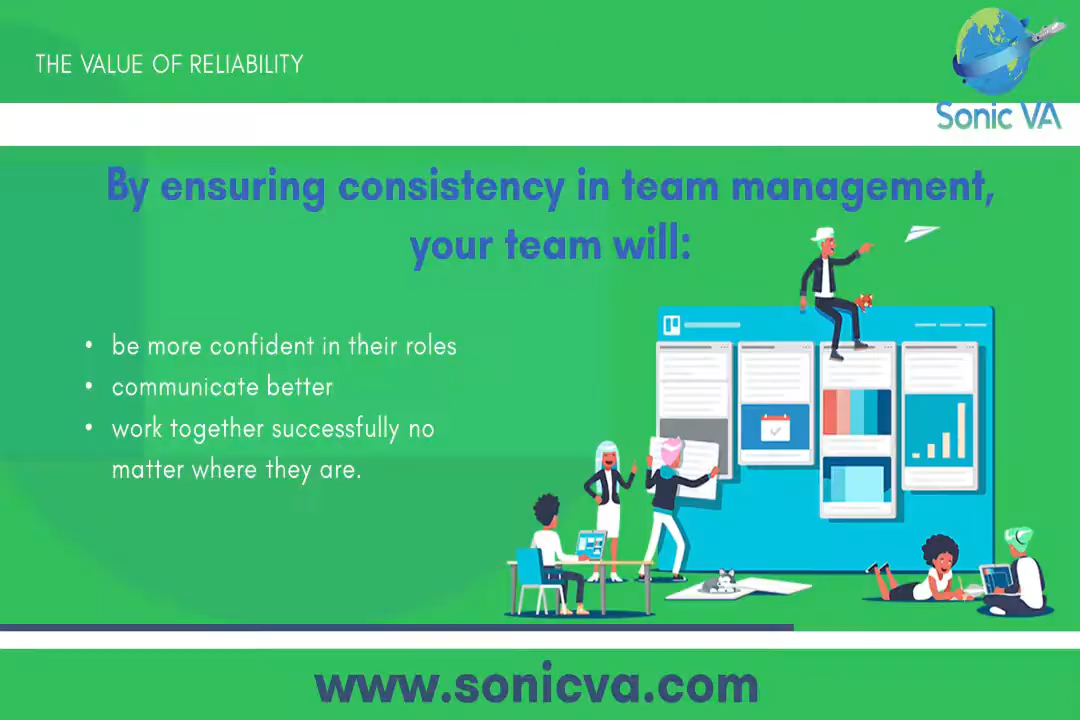 THE VALUE OF RELIABILITY
Sonic VA
By ensuring consistency in team management,
your team will:
• be more confident in their roles
• communicate better
• work together successfully no
matter where they are.
www.sonicva.com